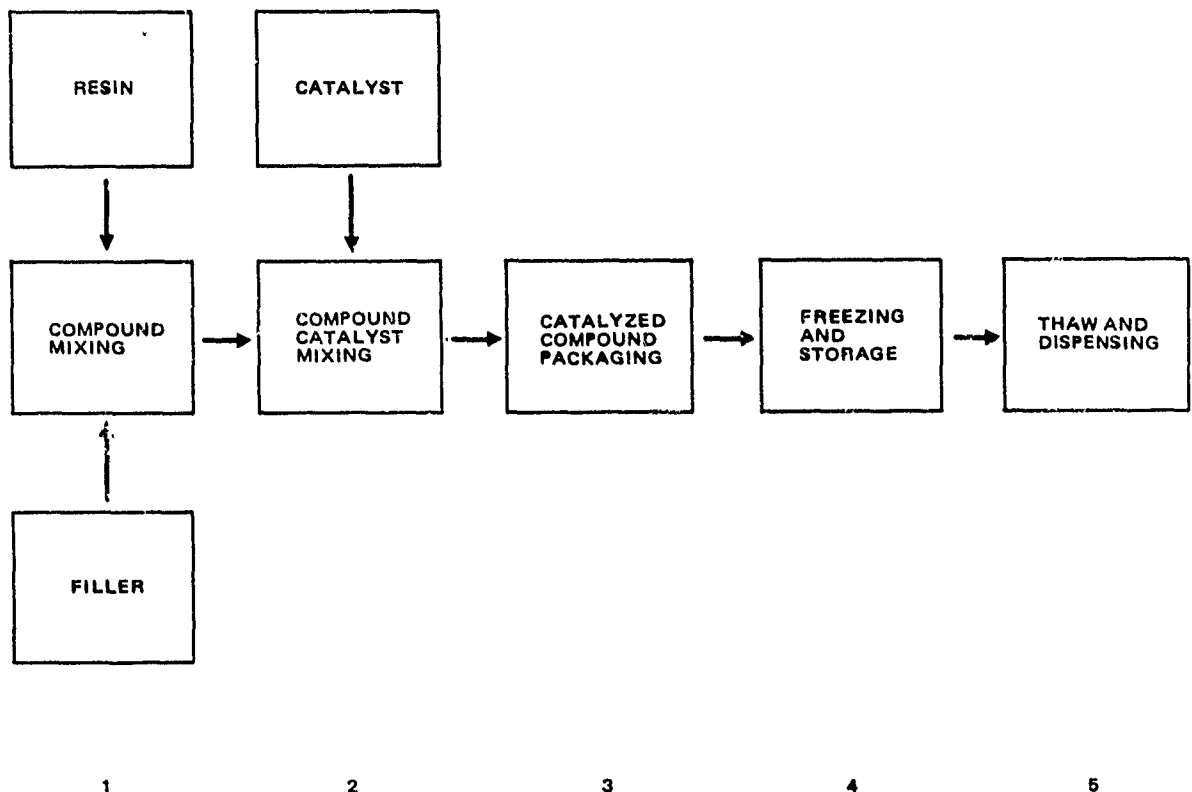 RESIN
CATALYST
COMPOUND
MIXING
COMPOUND
CATALYST
MIXING
CATALYZED
COMPOUND
PACKAGING
FREEZING
AND
STORAGE
THAW AND
DISPENSING
FILLER
1 2 3 4 5